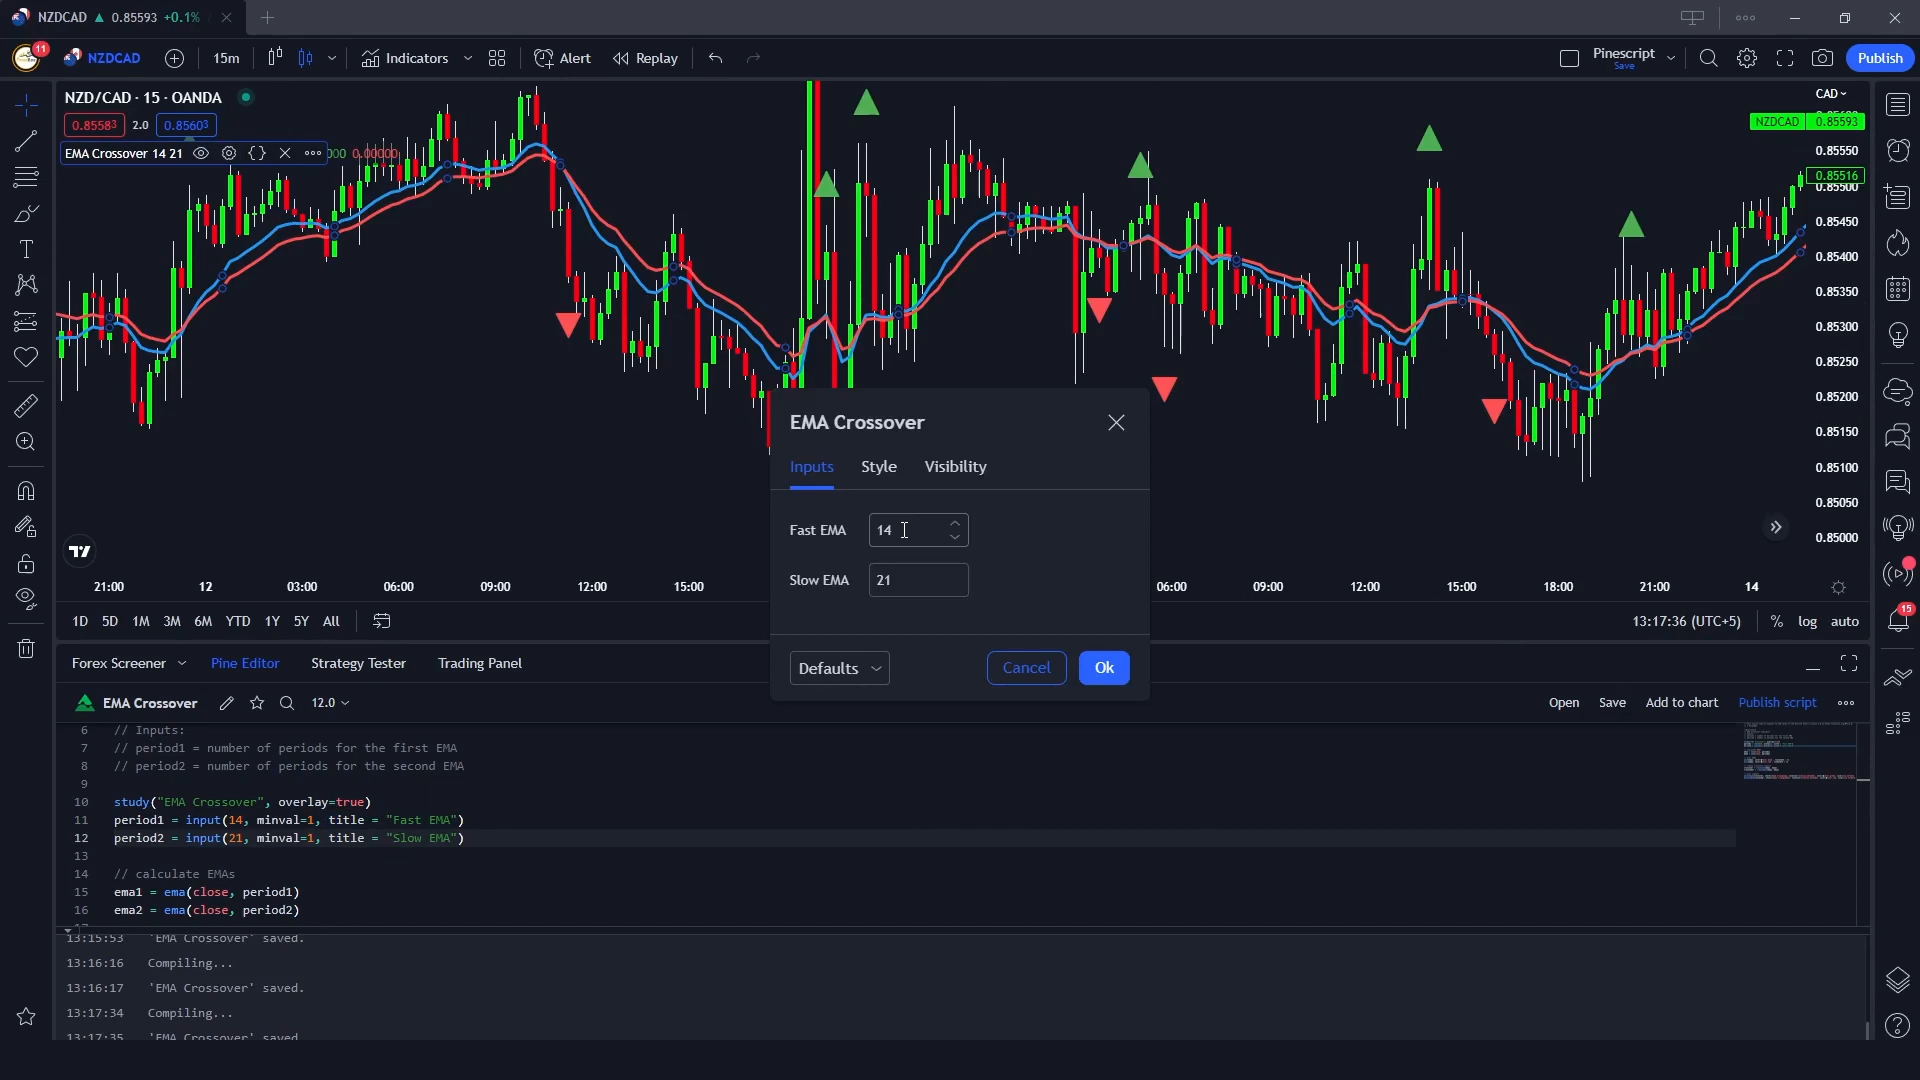 NZDCAD ▲ 0.85593 +0.1%
11
NZDCAD
15m
Indicators
Alert
Replay
Pinescript
Save
Publish
NZD/CAD · 15 · OANDA
0.85583
2.0
0.85603
EMA Crossover 14 21
000 0.00000
CAD
NZDCAD 0.85593
0.85550
0.85516
0.85500
0.85450
0.85400
0.85350
0.85300
0.85250
0.85200
0.85150
0.85100
0.85050
0.85000
EMA Crossover
Inputs
Style
Visibility
Fast EMA
14
Slow EMA
21
Defaults
Cancel
Ok
21:00
12
03:00
06:00
09:00
12:00
15:00
06:00
09:00
12:00
15:00
18:00
21:00
14
1D 5D 1M 3M 6M YTD 1Y 5Y All
13:17:36 (UTC+5)
%
log
auto
15
Forex Screener
Pine Editor
Strategy Tester
Trading Panel
EMA Crossover
12.0
Open
Save
Add to chart
Publish script
6 // Inputs:
7 // period1 = number of periods for the first EMA
8 // period2 = number of periods for the second EMA
9
10 study("EMA Crossover", overlay=true)
11 period1 = input(14, minval=1, title = "Fast EMA")
12 period2 = input(21, minval=1, title = "Slow EMA")
13
14 // calculate EMAs
15 ema1 = ema(close, period1)
16 ema2 = ema(close, period2)
13:15:53 'EMA Crossover' saved.
13:16:16 Compiling...
13:16:17 'EMA Crossover' saved.
13:17:34 Compiling...
13:17:35 'EMA Crossover' saved